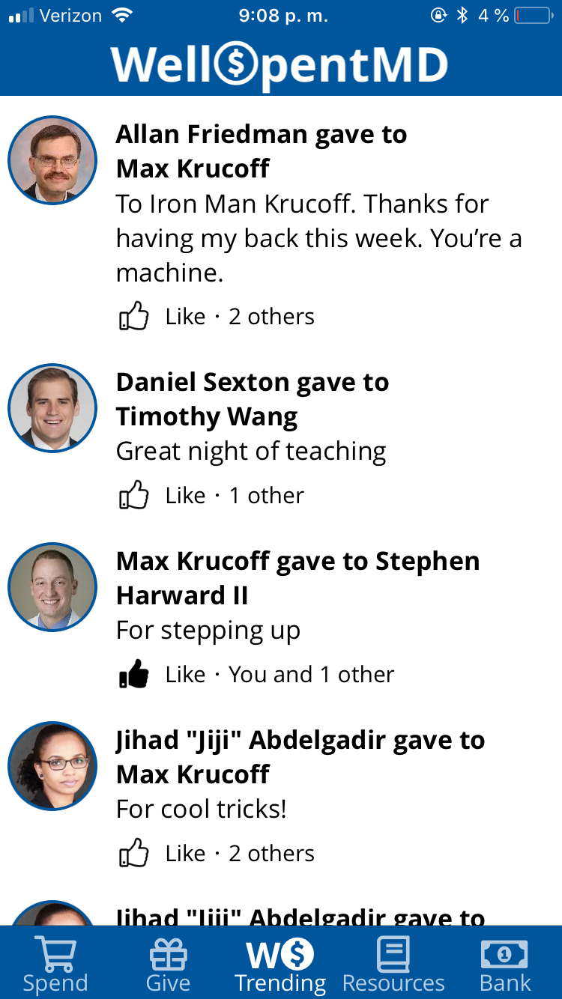 Verizon 9:08 p. m. 4 %
Well$pentMD
Allan Friedman gave to
Max Krucoff
To Iron Man Krucoff. Thanks for
having my back this week. You’re a
machine.
Like · 2 others
Daniel Sexton gave to
Timothy Wang
Great night of teaching
Like · 1 other
Max Krucoff gave to Stephen
Harward II
For stepping up
Like · You and 1 other
Jihad "Jiji" Abdelgadir gave to
Max Krucoff
For cool tricks!
Like · 2 others
Jihad "Jiji" Abdelgadir gave to
W$ 1
Spend Give Trending Resources Bank